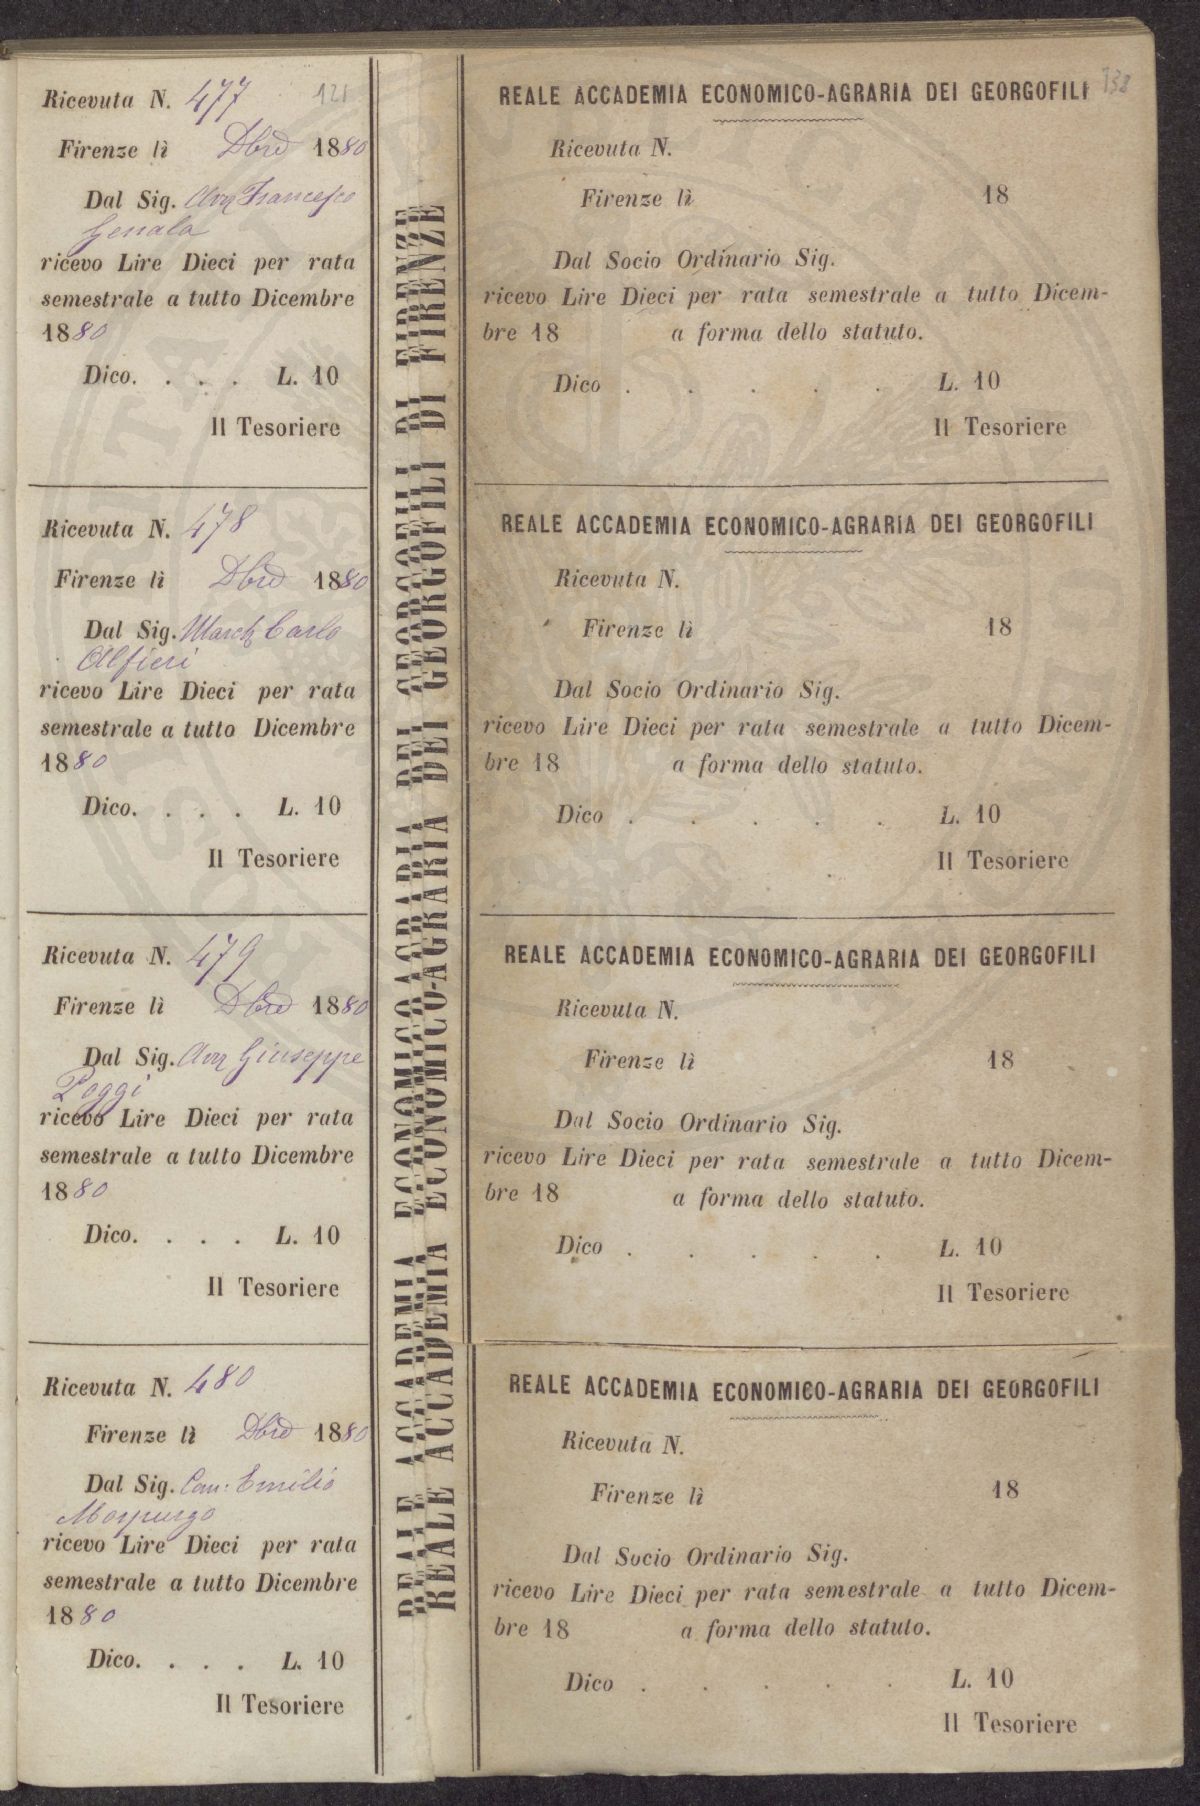 Ricevuta N. 477 121
Firenze lì Dbre 1880
Dal Sig. Avv Francesco
Genala
ricevo Lire Dieci per rata
semestrale a tutto Dicembre
1880
Dico. . . . L. 10
Il Tesoriere
Ricevuta N. 478
Firenze lì Dbre 1880
Dal Sig. March Carlo
Alfieri
ricevo Lire Dieci per rata
semestrale a tutto Dicembre
1880
Dico. . . . L. 10
Il Tesoriere
Ricevuta N. 479
Firenze lì Dbre 1880
Dal Sig. Avv Giuseppe
Poggi
ricevo Lire Dieci per rata
semestrale a tutto Dicembre
1880
Dico. . . . L. 10
Il Tesoriere
Ricevuta N. 480
Firenze lì Dbre 1880
Dal Sig. Cav: Emilio
Morpurgo
ricevo Lire Dieci per rata
semestrale a tutto Dicembre
1880
Dico. . . . L. 10
Il Tesoriere
REALE ACCADEMIA ECONOMICO-AGRARIA DEI GEORGOFILI DI FIRENZE
REALE ACCADEMIA ECONOMICO-AGRARIA DEI GEORGOFILI DI FIRENZE
REALE ACCADEMIA ECONOMICO-AGRARIA DEI GEORGOFILI 138
Ricevuta N.
Firenze lì 18
Dal Socio Ordinario Sig.
ricevo Lire Dieci per rata semestrale a tutto Dicem-
bre 18 a forma dello statuto.
Dico . . . . . L. 10
Il Tesoriere
REALE ACCADEMIA ECONOMICO-AGRARIA DEI GEORGOFILI
Ricevuta N.
Firenze lì 18
Dal Socio Ordinario Sig.
ricevo Lire Dieci per rata semestrale a tutto Dicem-
bre 18 a forma dello statuto.
Dico . . . . . L. 10
Il Tesoriere
REALE ACCADEMIA ECONOMICO-AGRARIA DEI GEORGOFILI
Ricevuta N.
Firenze lì 18
Dal Socio Ordinario Sig.
ricevo Lire Dieci per rata semestrale a tutto Dicem-
bre 18 a forma dello statuto.
Dico . . . . . L. 10
Il Tesoriere
REALE ACCADEMIA ECONOMICO-AGRARIA DEI GEORGOFILI
Ricevuta N.
Firenze lì 18
Dal Socio Ordinario Sig.
ricevo Lire Dieci per rata semestrale a tutto Dicem-
bre 18 a forma dello statuto.
Dico . . . . . L. 10
Il Tesoriere